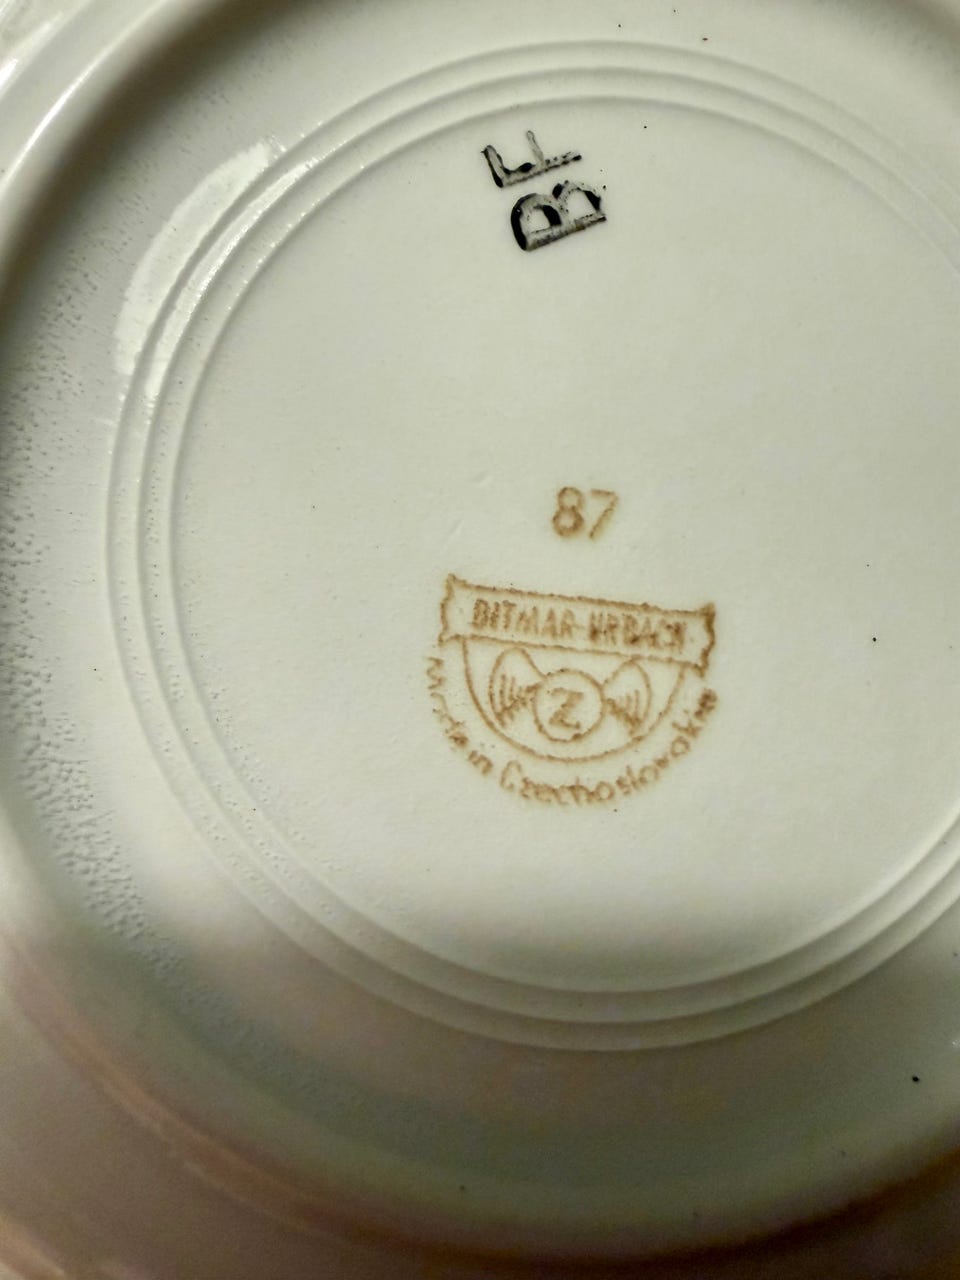 BF
87
DITMAR-URBACH
Z
Made in Czechoslovakia